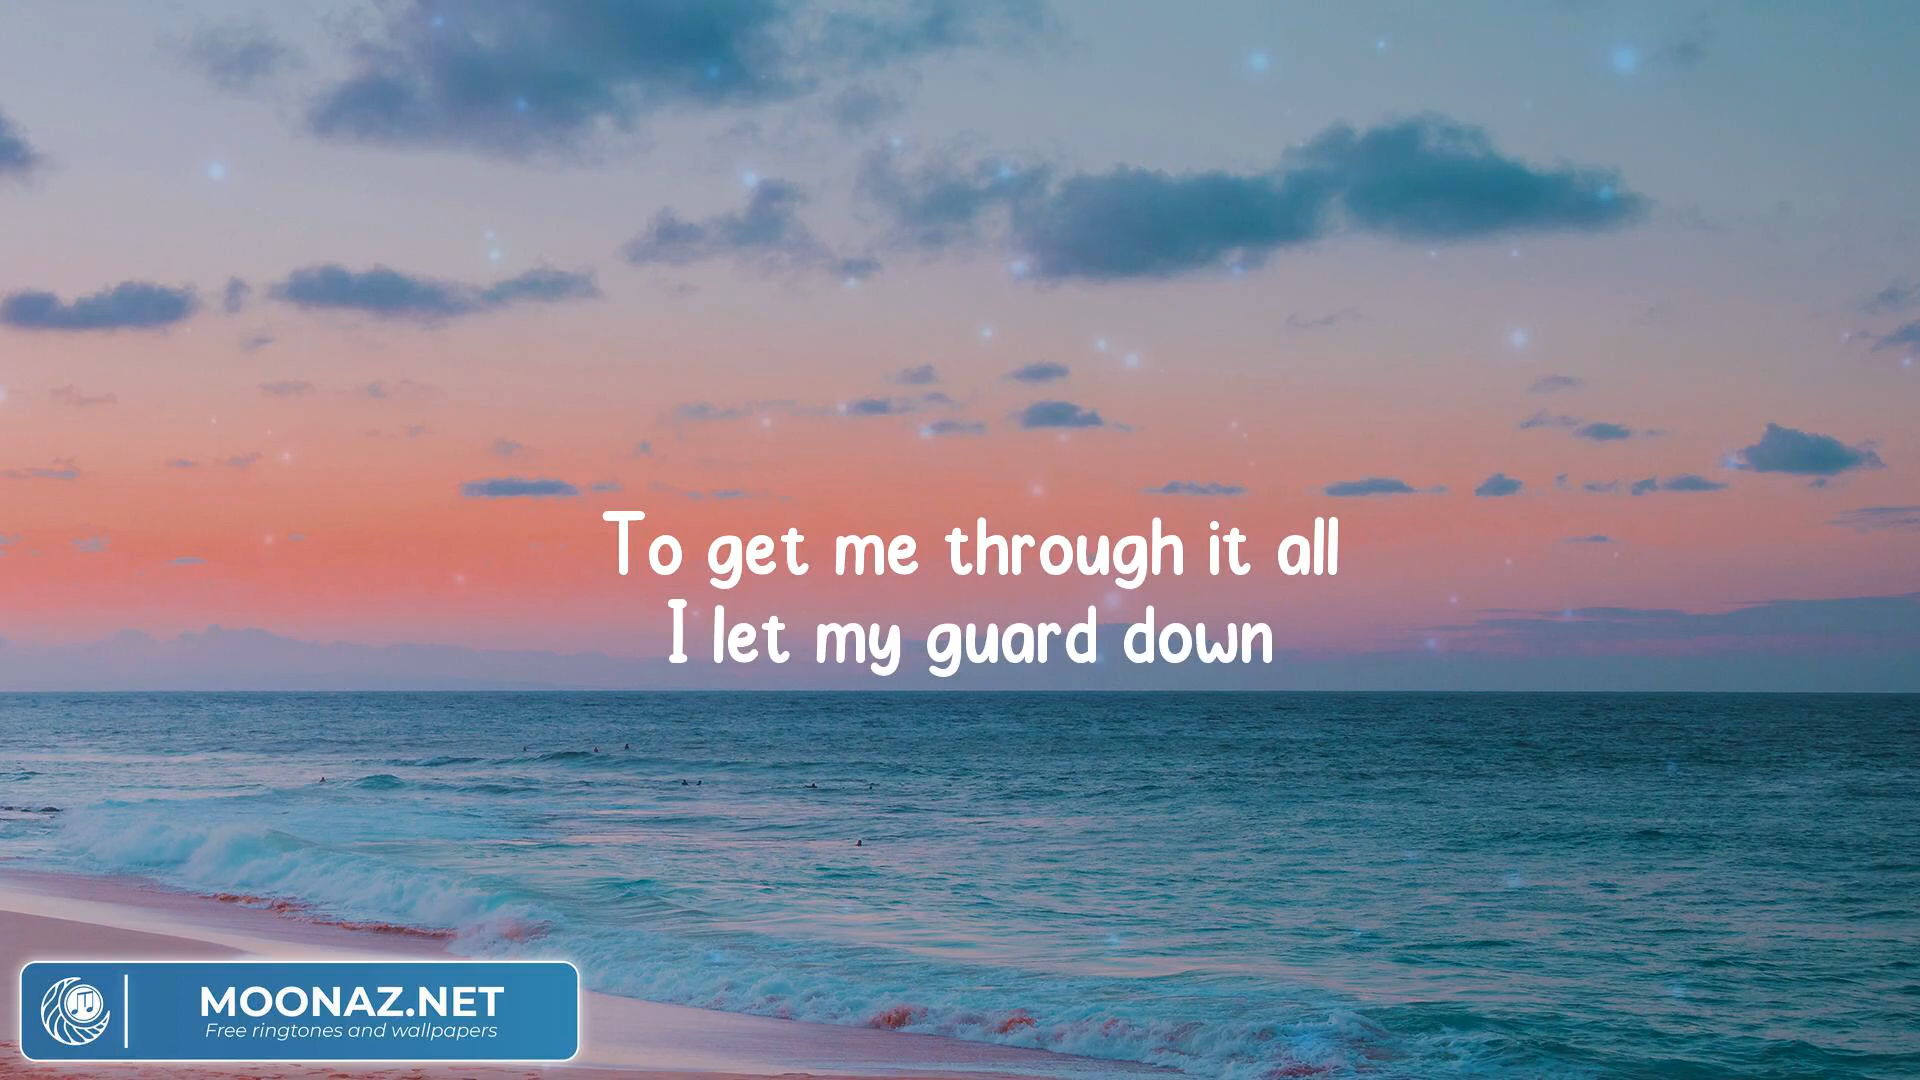 To get me through it all
I let my guard down
MOONAZ.NET
Free ringtones and wallpapers